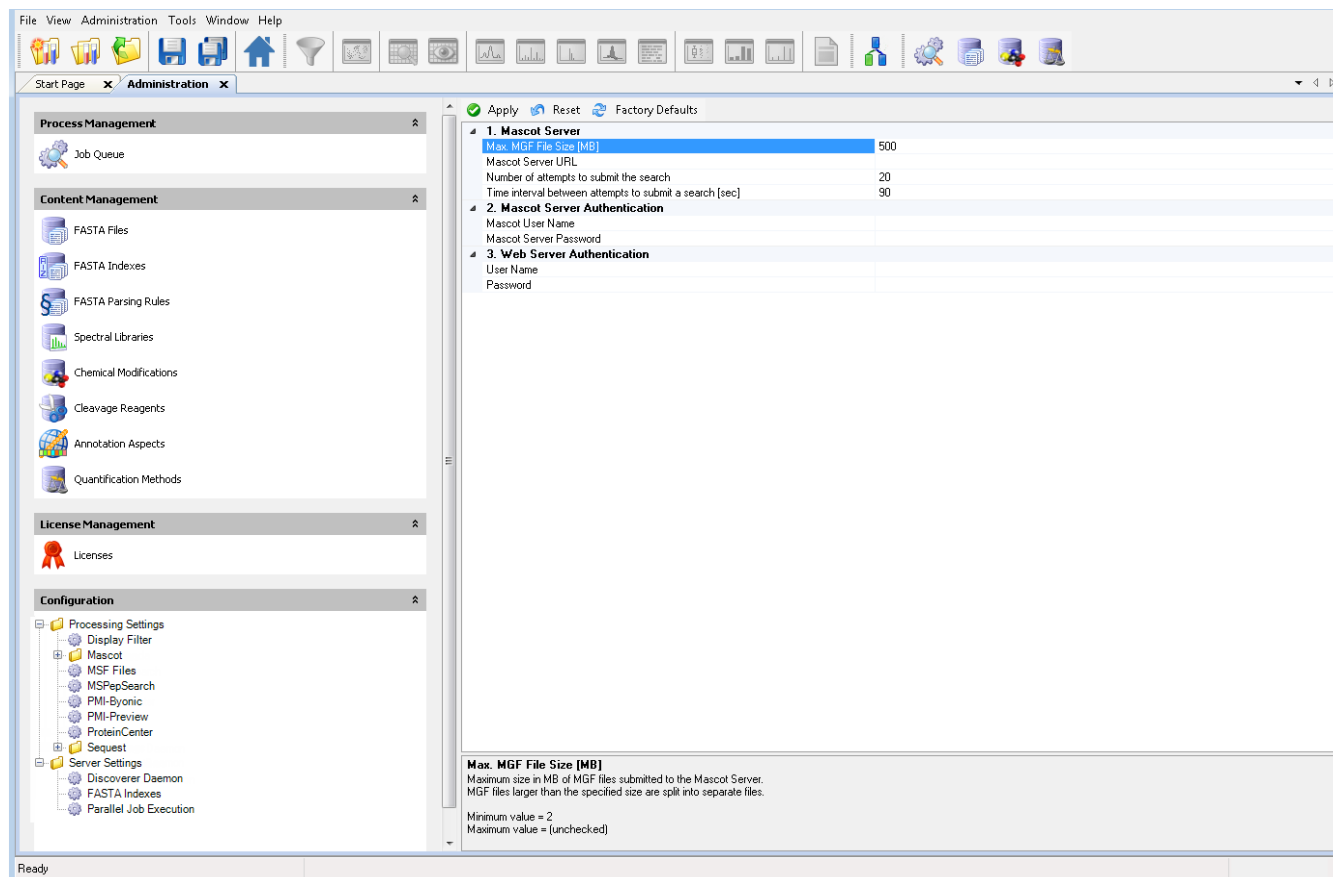 File View Administration Tools Window Help
Start Page Administration
Process Management
Job Queue
Content Management
FASTA Files
FASTA Indexes
FASTA Parsing Rules
Spectral Libraries
Chemical Modifications
Cleavage Reagents
Annotation Aspects
Quantification Methods
License Management
Licenses
Configuration
Processing Settings
Display Filter
Mascot
MSF Files
MSPepSearch
PMI-Byonic
PMI-Preview
ProteinCenter
Sequest
Server Settings
Discoverer Daemon
FASTA Indexes
Parallel Job Execution
Apply Reset Factory Defaults
1. Mascot Server
Max. MGF File Size [MB] 500
Mascot Server URL
Number of attempts to submit the search 20
Time interval between attempts to submit a search [sec] 90
2. Mascot Server Authentication
Mascot User Name
Mascot Server Password
3. Web Server Authentication
User Name
Password
Max. MGF File Size [MB]
Maximum size in MB of MGF files submitted to the Mascot Server.
MGF files larger than the specified size are split into separate files.
Minimum value = 2
Maximum value = (unchecked)
Ready